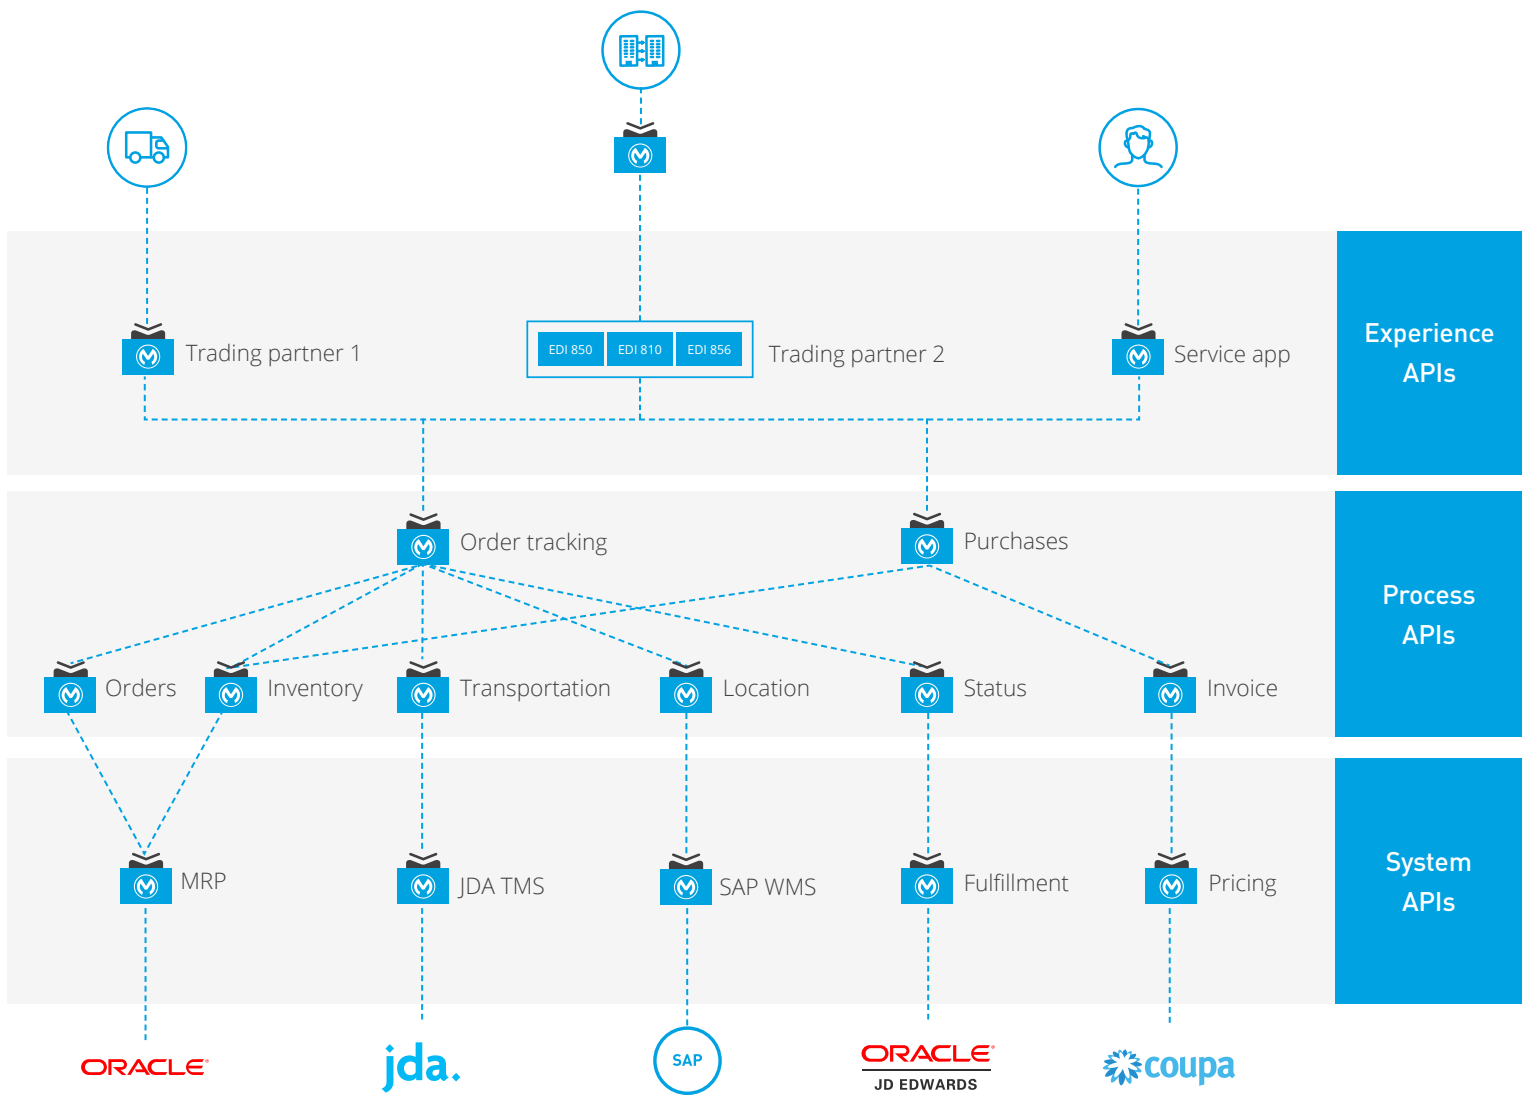 Trading partner 1
EDI 850 EDI 810 EDI 856
Trading partner 2
Service app
Experience
APIs
Order tracking
Purchases
Process
APIs
Orders
Inventory
Transportation
Location
Status
Invoice
MRP
JDA TMS
SAP WMS
Fulfillment
Pricing
System
APIs
ORACLE®
jda.
SAP
ORACLE®
JD EDWARDS
coupa